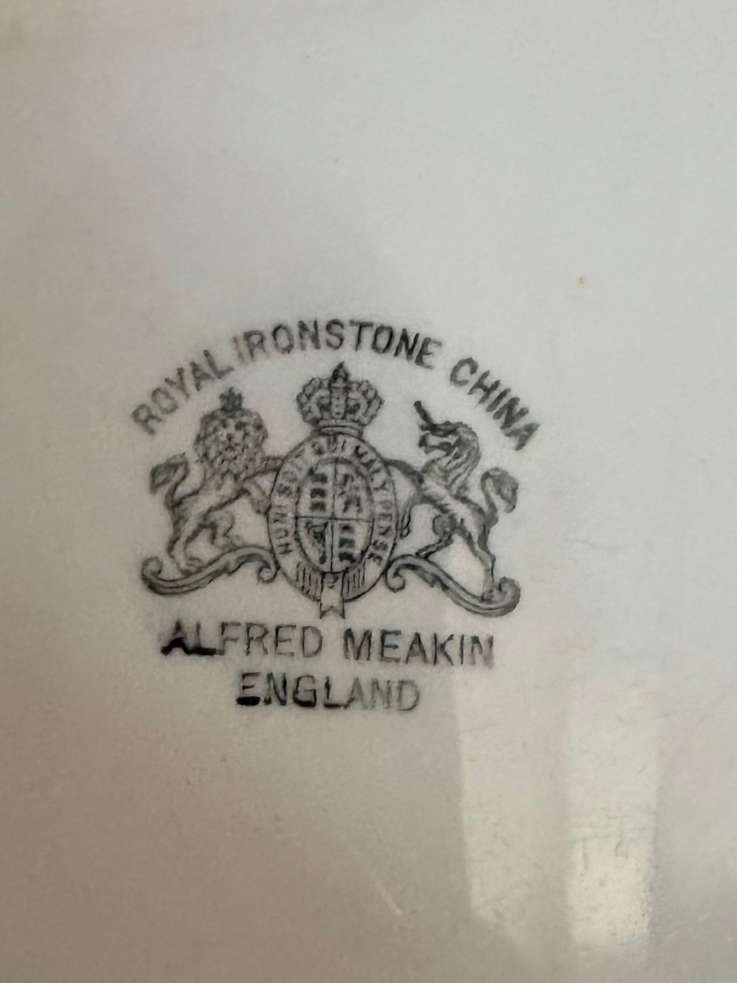 ROYAL IRONSTONE CHINA
HONI SOIT QUI MAL Y PENSE
ALFRED MEAKIN
ENGLAND